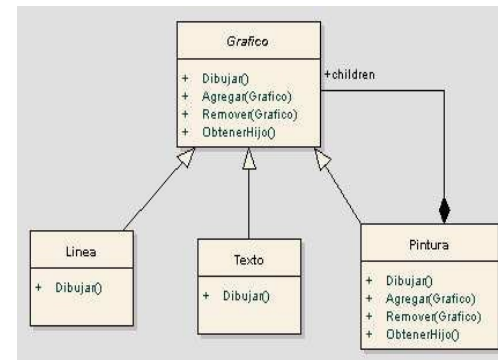 Grafico
+ Dibujar()
+ Agregar(Grafico)
+ Remover(Grafico)
+ ObtenerHijo()
+children
Linea
+ Dibujar()
Texto
+ Dibujar()
Pintura
+ Dibujar()
+ Agregar(Grafico)
+ Remover(Grafico)
+ ObtenerHijo()